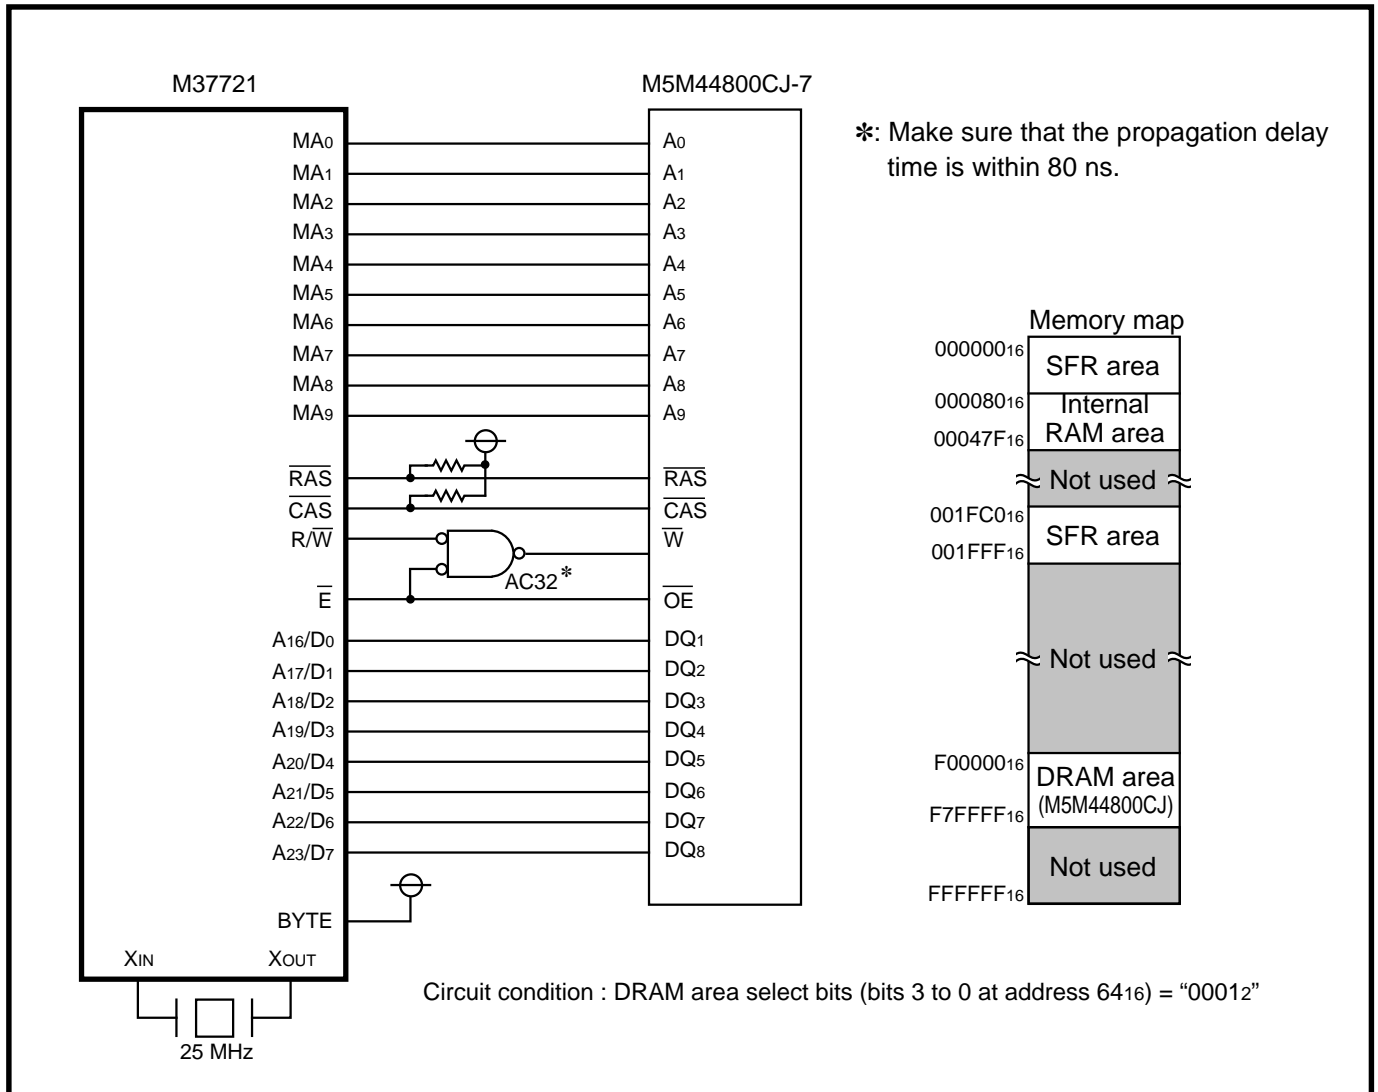 M37721
M5M44800CJ-7
✽: Make sure that the propagation delay
time is within 80 ns.
MA0
MA1
MA2
MA3
MA4
MA5
MA6
MA7
MA8
MA9
RAS
CAS
R/W
E
A16/D0
A17/D1
A18/D2
A19/D3
A20/D4
A21/D5
A22/D6
A23/D7
BYTE
XIN
XOUT
25 MHz
AC32✽
A0
A1
A2
A3
A4
A5
A6
A7
A8
A9
RAS
CAS
W
OE
DQ1
DQ2
DQ3
DQ4
DQ5
DQ6
DQ7
DQ8
Memory map
00000016
SFR area
00008016
Internal
00047F16
RAM area
Not used
001FC016
SFR area
001FFF16
Not used
F0000016
DRAM area
(M5M44800CJ)
F7FFFF16
Not used
FFFFFF16
Circuit condition : DRAM area select bits (bits 3 to 0 at address 6416) = “00012”